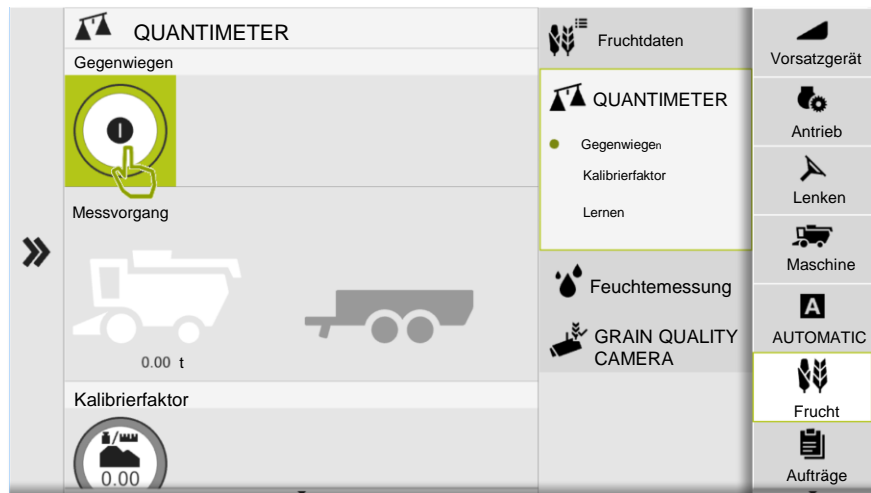 QUANTIMETER
Gegenwiegen
Messvorgang
0.00 t
Kalibrierfaktor
0.00
Fruchtdaten
QUANTIMETER
Gegenwiegen
Kalibrierfaktor
Lernen
Feuchtemessung
GRAIN QUALITY
CAMERA
Vorsatzgerät
Antrieb
Lenken
Maschine
A
AUTOMATIC
Frucht
Aufträge